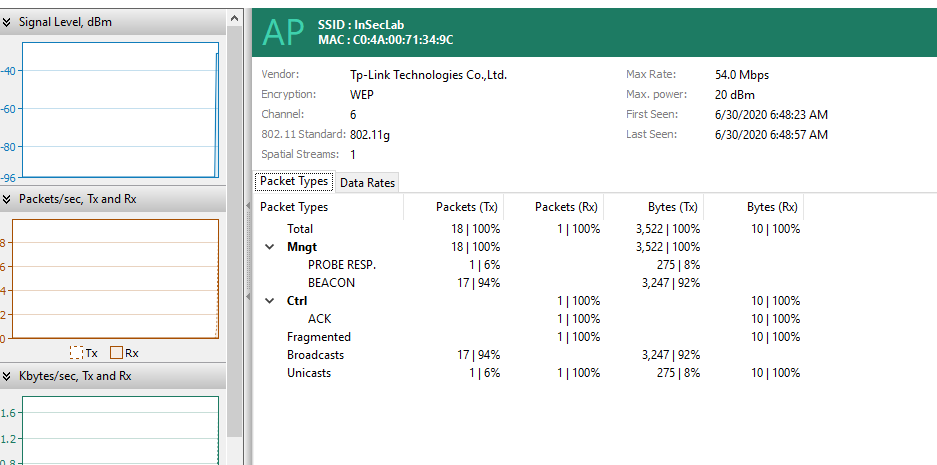 Signal Level, dBm
-40
-60
-80
-96
Packets/sec, Tx and Rx
8
6
4
2
0
Tx Rx
Kbytes/sec, Tx and Rx
1.6
1.2
0.8
AP
SSID : InSecLab
MAC : C0:4A:00:71:34:9C
Vendor: Tp-Link Technologies Co.,Ltd. Max Rate: 54.0 Mbps
Encryption: WEP Max. power: 20 dBm
Channel: 6 First Seen: 6/30/2020 6:48:23 AM
802.11 Standard: 802.11g Last Seen: 6/30/2020 6:48:57 AM
Spatial Streams: 1
Packet Types Data Rates
Packet Types Packets (Tx) Packets (Rx) Bytes (Tx) Bytes (Rx)
Total 18 | 100% 1 | 100% 3,522 | 100% 10 | 100%
Mngt 18 | 100% 3,522 | 100%
PROBE RESP. 1 | 6% 275 | 8%
BEACON 17 | 94% 3,247 | 92%
Ctrl 1 | 100% 10 | 100%
ACK 1 | 100% 10 | 100%
Fragmented 1 | 100% 10 | 100%
Broadcasts 17 | 94% 3,247 | 92%
Unicasts 1 | 6% 1 | 100% 275 | 8% 10 | 100%